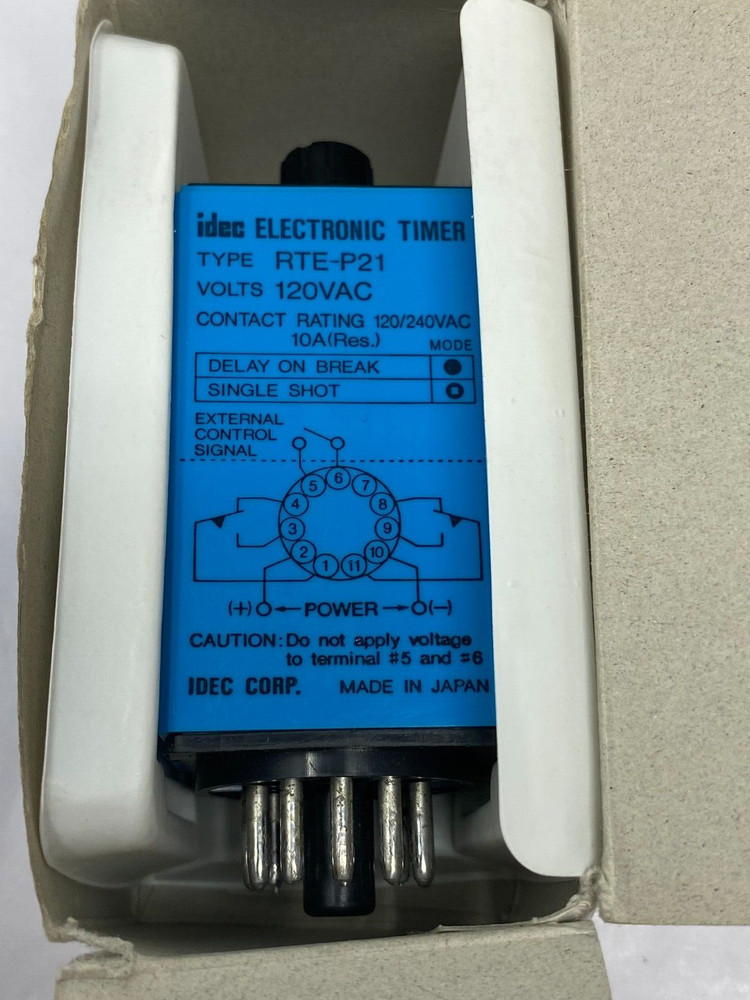 idec ELECTRONIC TIMER
TYPE RTE-P21
VOLTS 120VAC
CONTACT RATING 120/240VAC
10A(Res.)
MODE
DELAY ON BREAK
SINGLE SHOT
EXTERNAL
CONTROL
SIGNAL
6
5 7
4 8
3 9
2 10
1 11
(+) POWER (-)
CAUTION: Do not apply voltage
to terminal #5 and #6
IDEC CORP. MADE IN JAPAN